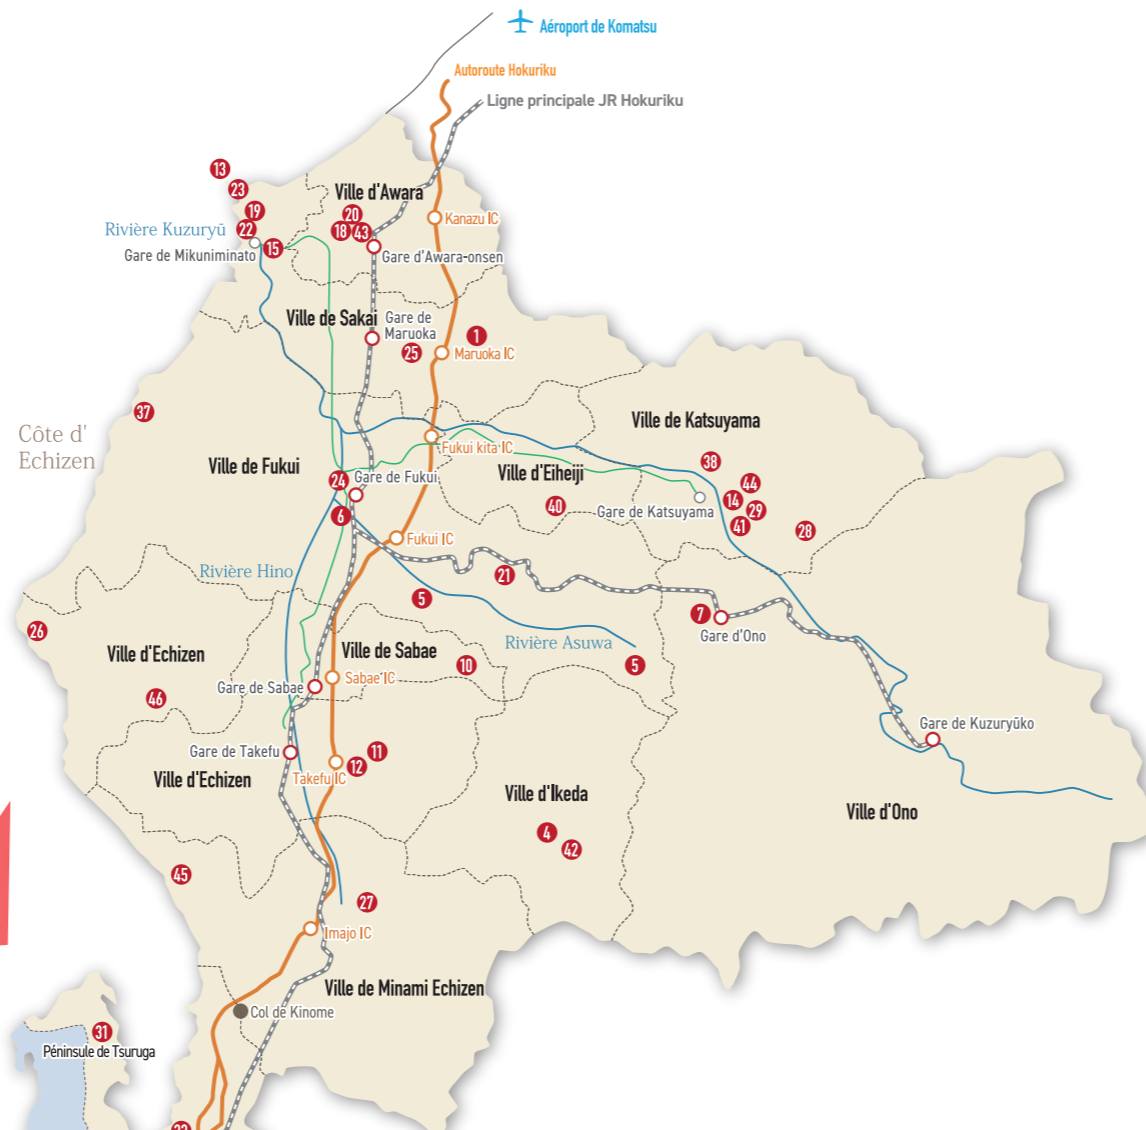 Aéroport de Komatsu
Autoroute Hokuriku
Ligne principale JR Hokuriku
13
23
Ville d'Awara
19
20
Kanazu IC
Rivière Kuzuryū
22
18
43
Gare de Mikuniminato
15
Gare d'Awara-onsen
Ville de Sakai
Gare de
Maruoka
1
25
Maruoka IC
37
Ville de Katsuyama
Côte d'
Echizen
Fukui kita IC
Ville de Fukui
38
Ville d'Eiheiji
24
Gare de Fukui
44
14
40
Gare de Katsuyama
29
6
41
28
Fukui IC
Rivière Hino
21
5
7
26
Gare d'Ono
Rivière Asuwa
Ville d'Echizen
Ville de Sabae
10
5
Gare de Sabae
Sabae IC
46
Gare de Kuzuryūko
Gare de Takefu
11
12
Ville d'Echizen
Takefu IC
Ville d'Ikeda
Ville d'Ono
4
42
45
27
Imajo IC
Ville de Minami Echizen
Col de Kinome
31
Péninsule de Tsuruga